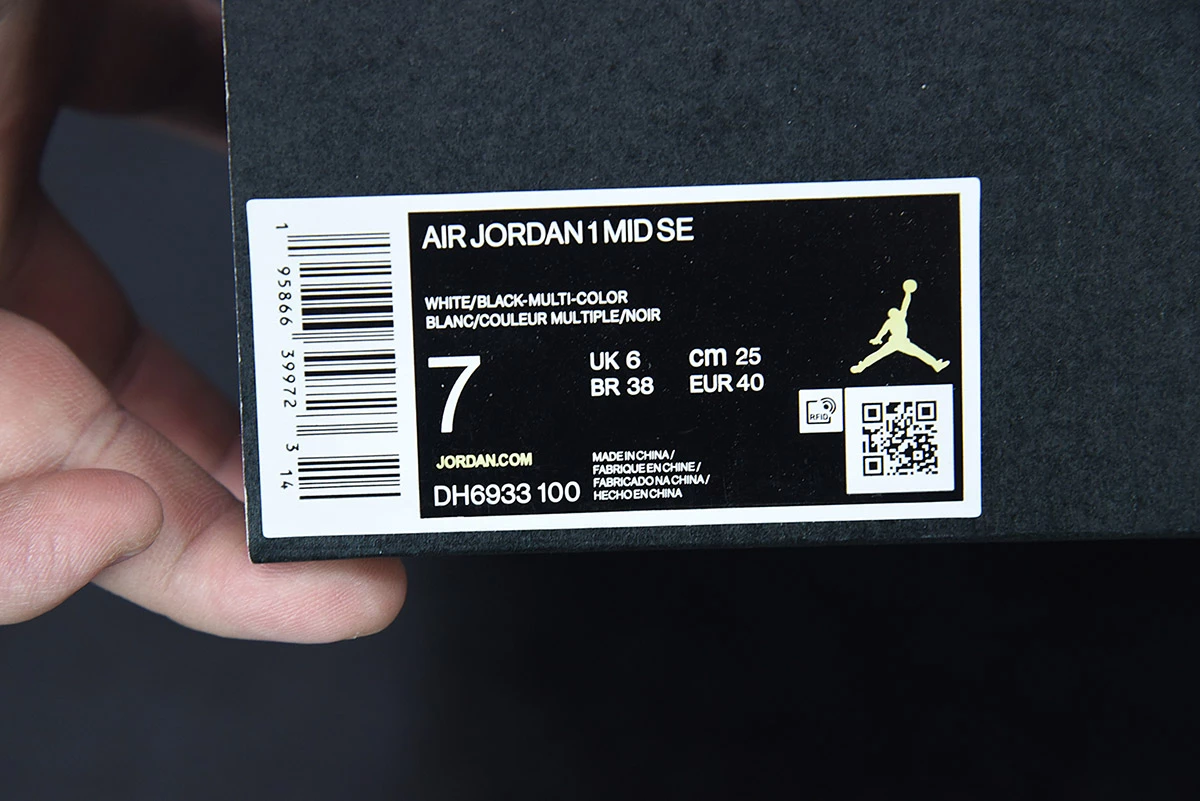 1 95866 39972 3 14
AIR JORDAN 1 MID SE
WHITE/BLACK-MULTI-COLOR
BLANC/COULEUR MULTIPLE/NOIR
7
UK 6 cm 25
BR 38 EUR 40
RFID
JORDAN.COM
DH6933 100
MADE IN CHINA /
FABRIQUE EN CHINE /
FABRICADO NA CHINA /
HECHO EN CHINA